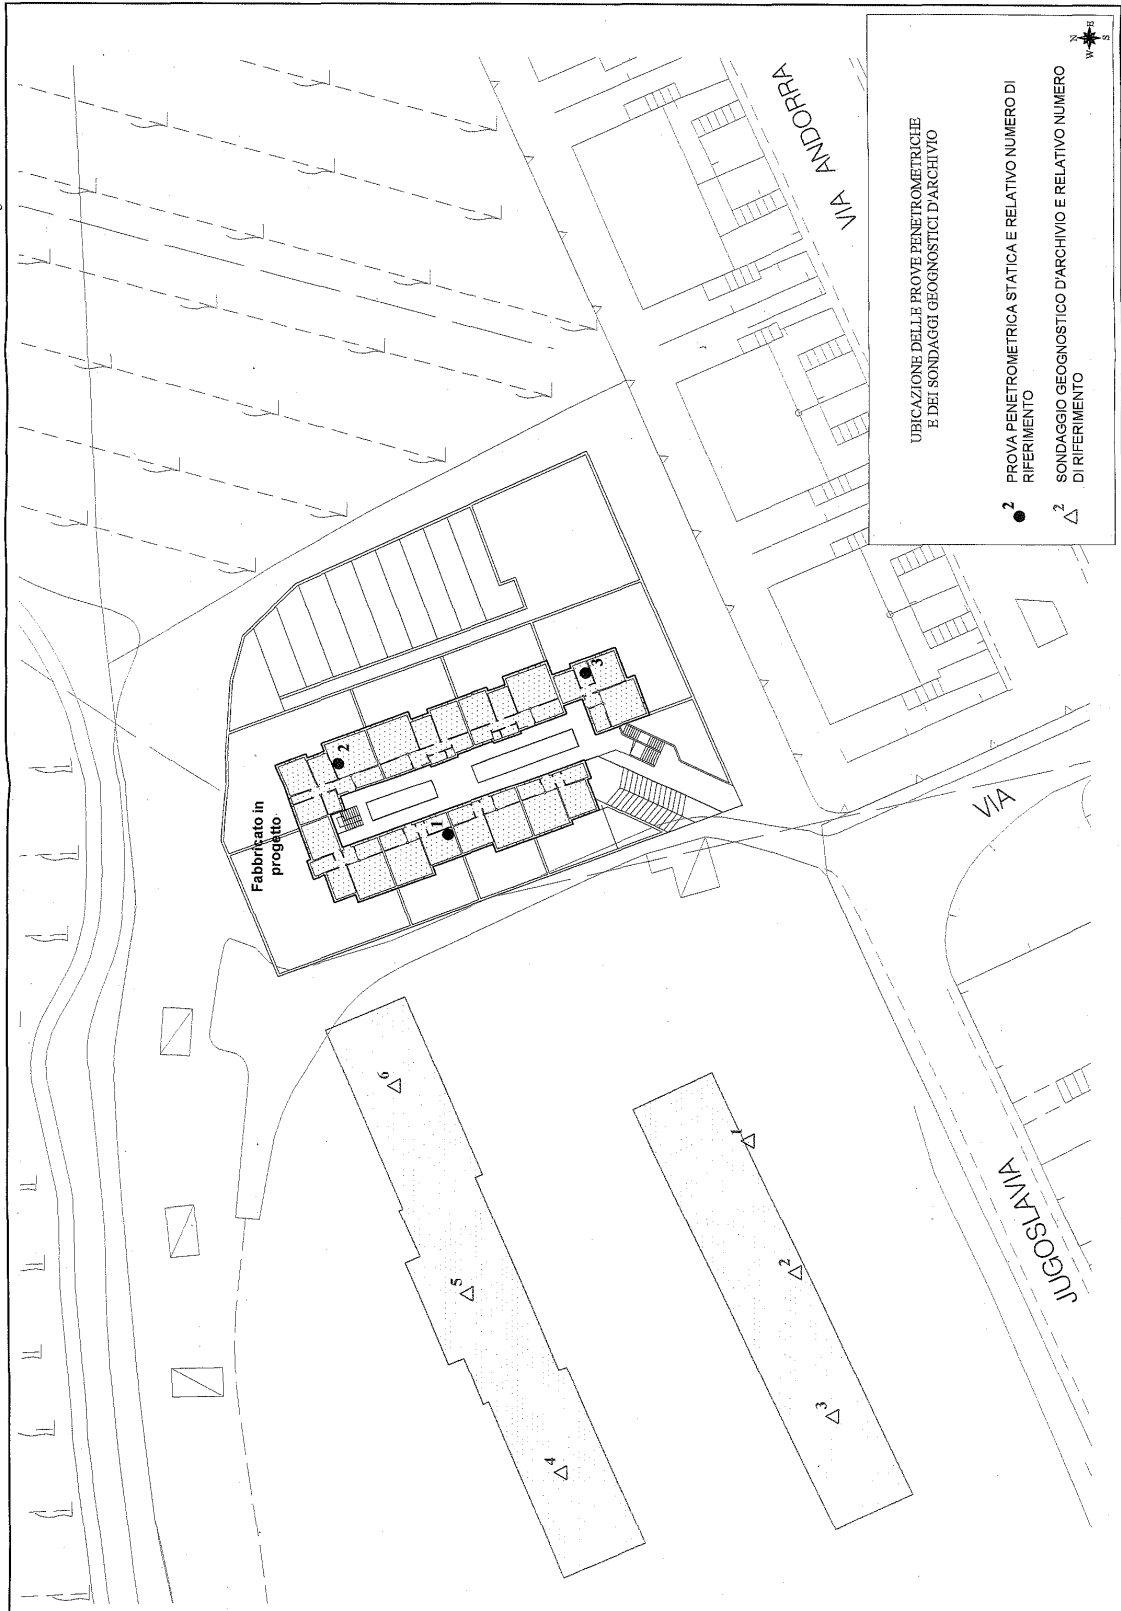 UBICAZIONE DELLE PROVE PENETROMETRICHE
E DEI SONDAGGI GEOGNOSTICI D'ARCHIVIO
2
PROVA PENETROMETRICA STATICA E RELATIVO NUMERO DI
RIFERIMENTO
2
SONDAGGIO GEOGNOSTICO D'ARCHIVIO E RELATIVO NUMERO
DI RIFERIMENTO
N
E
S
W
Fabbricato in
progetto
1
2
3
6
5
4
1
2
3
VIA ANDORRA
VIA
JUGOSLAVIA